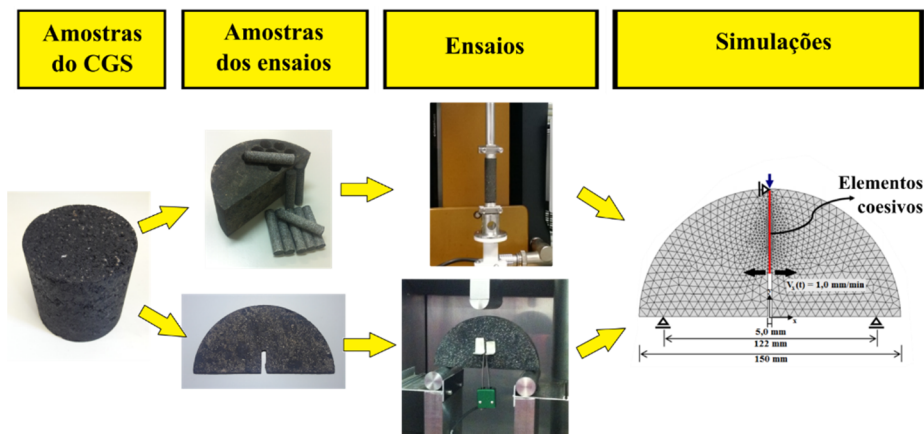 Amostras
do CGS
Amostras
dos ensaios
Ensaios
Simulações
Elementos
coesivos
V_i(t) = 1,0 mm/min
x
5,0 mm
122 mm
150 mm